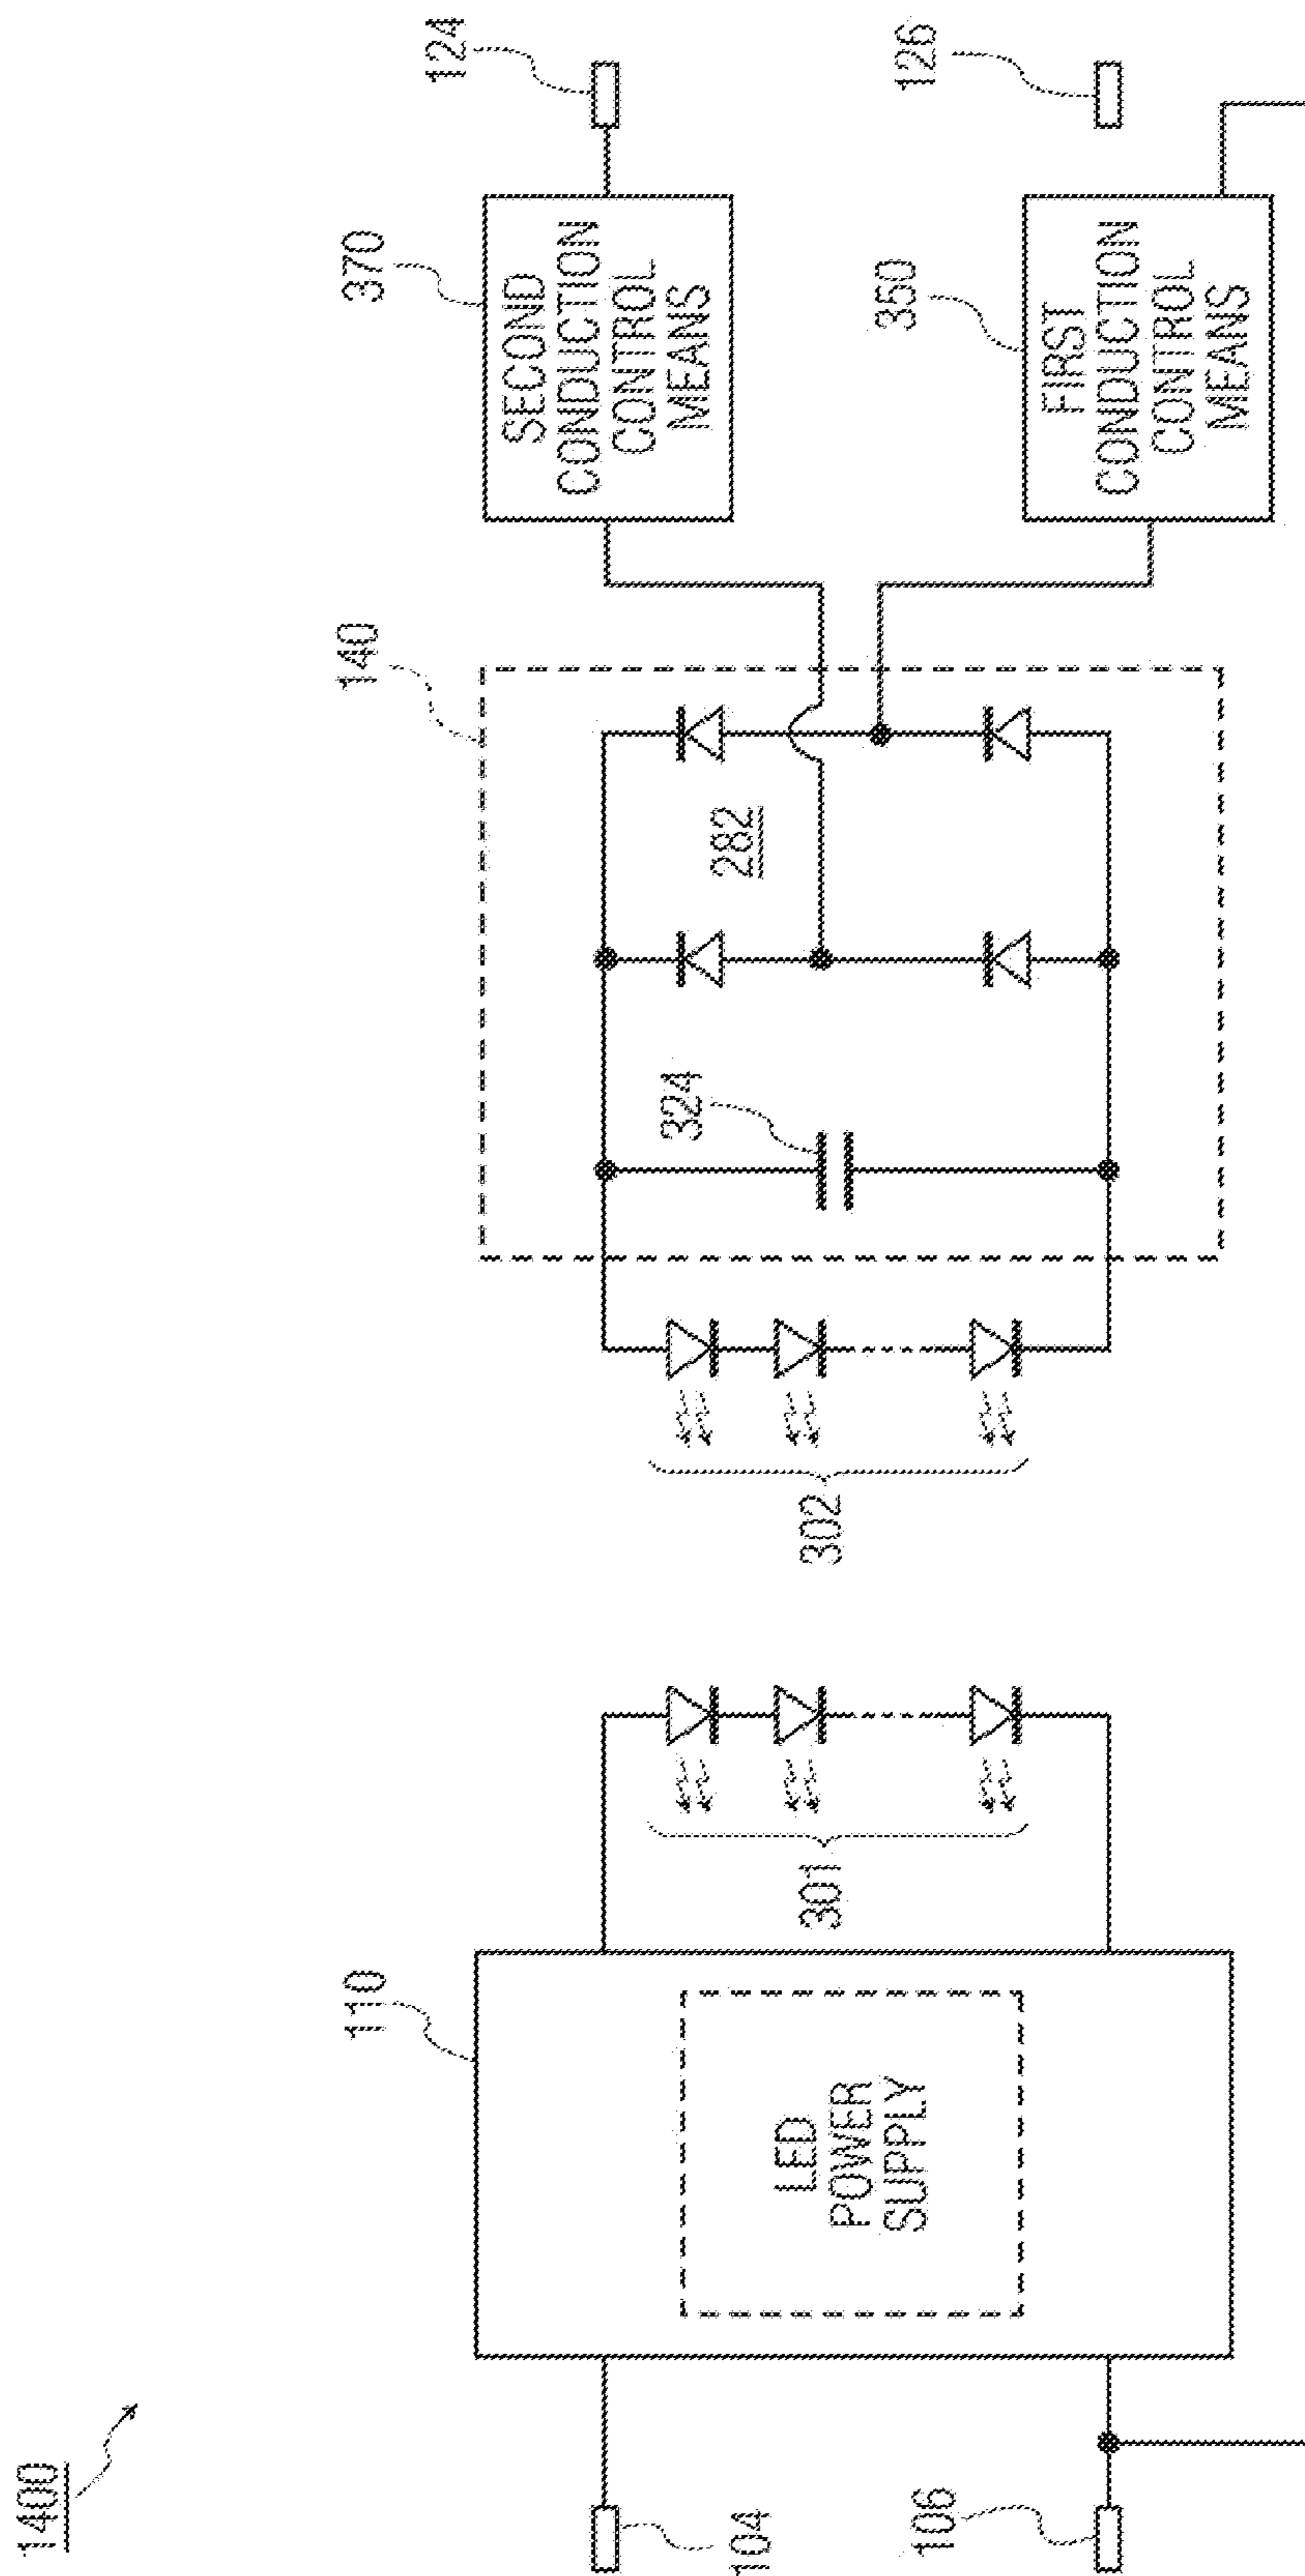 1400
104
106
110
LED
POWER
SUPPLY
301
302
140
324
282
370
SECOND
CONDUCTION
CONTROL
MEANS
350
FIRST
CONDUCTION
CONTROL
MEANS
124
126